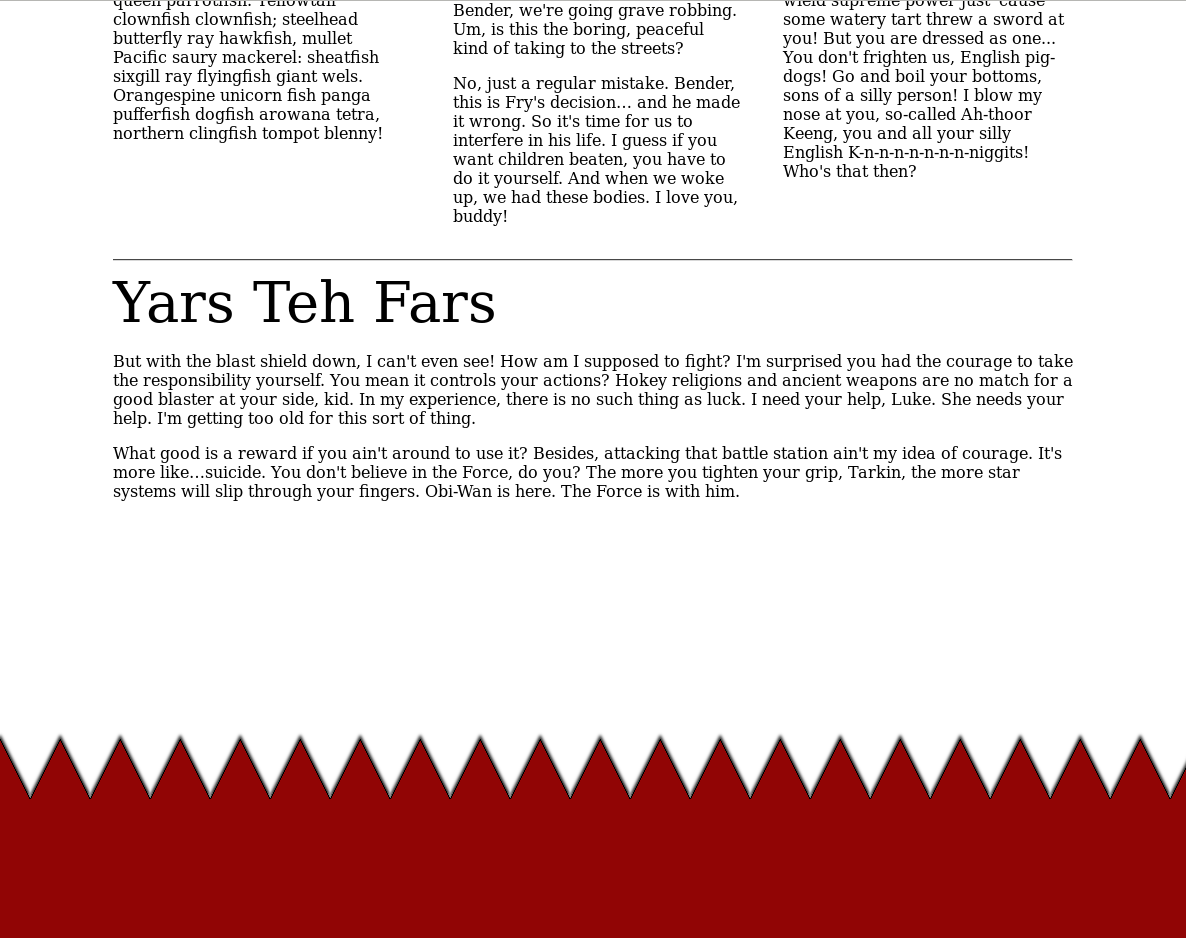 queen parrotfish. Yellowtail
clownfish clownfish; steelhead
butterfly ray hawkfish, mullet
Pacific saury mackerel: sheatfish
sixgill ray flyingfish giant wels.
Orangespine unicorn fish panga
pufferfish dogfish arowana tetra,
northern clingfish tompot blenny!
Bender, we're going grave robbing.
Um, is this the boring, peaceful
kind of taking to the streets?
No, just a regular mistake. Bender,
this is Fry's decision… and he made
it wrong. So it's time for us to
interfere in his life. I guess if you
want children beaten, you have to
do it yourself. And when we woke
up, we had these bodies. I love you,
buddy!
wield supreme power just 'cause
some watery tart threw a sword at
you! But you are dressed as one…
You don't frighten us, English pig-
dogs! Go and boil your bottoms,
sons of a silly person! I blow my
nose at you, so-called Ah-thoor
Keeng, you and all your silly
English K-n-n-n-n-n-n-n-niggits!
Who's that then?
Yars Teh Fars
But with the blast shield down, I can't even see! How am I supposed to fight? I'm surprised you had the courage to take
the responsibility yourself. You mean it controls your actions? Hokey religions and ancient weapons are no match for a
good blaster at your side, kid. In my experience, there is no such thing as luck. I need your help, Luke. She needs your
help. I'm getting too old for this sort of thing.
What good is a reward if you ain't around to use it? Besides, attacking that battle station ain't my idea of courage. It's
more like…suicide. You don't believe in the Force, do you? The more you tighten your grip, Tarkin, the more star
systems will slip through your fingers. Obi-Wan is here. The Force is with him.